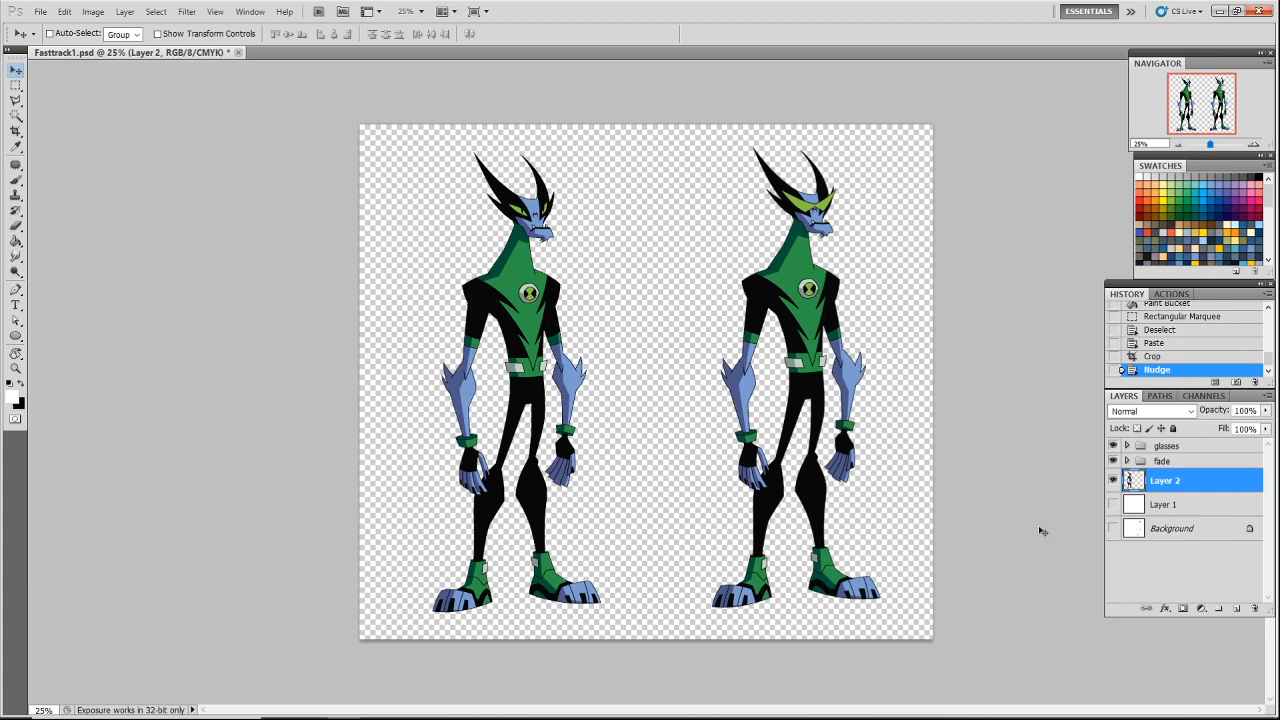 Ps File Edit Image Layer Select Filter View Window Help 25% ESSENTIALS CS Live
Auto-Select: Group Show Transform Controls
Fasttrack1.psd @ 25% (Layer 2, RGB/8/CMYK) *
NAVIGATOR
25%
SWATCHES
HISTORY ACTIONS
Paint Bucket
Rectangular Marquee
Deselect
Paste
Crop
Nudge
LAYERS PATHS CHANNELS
Normal Opacity: 100%
Lock: Fill: 100%
glasses
fade
Layer 2
Layer 1
Background
25% Exposure works in 32-bit only